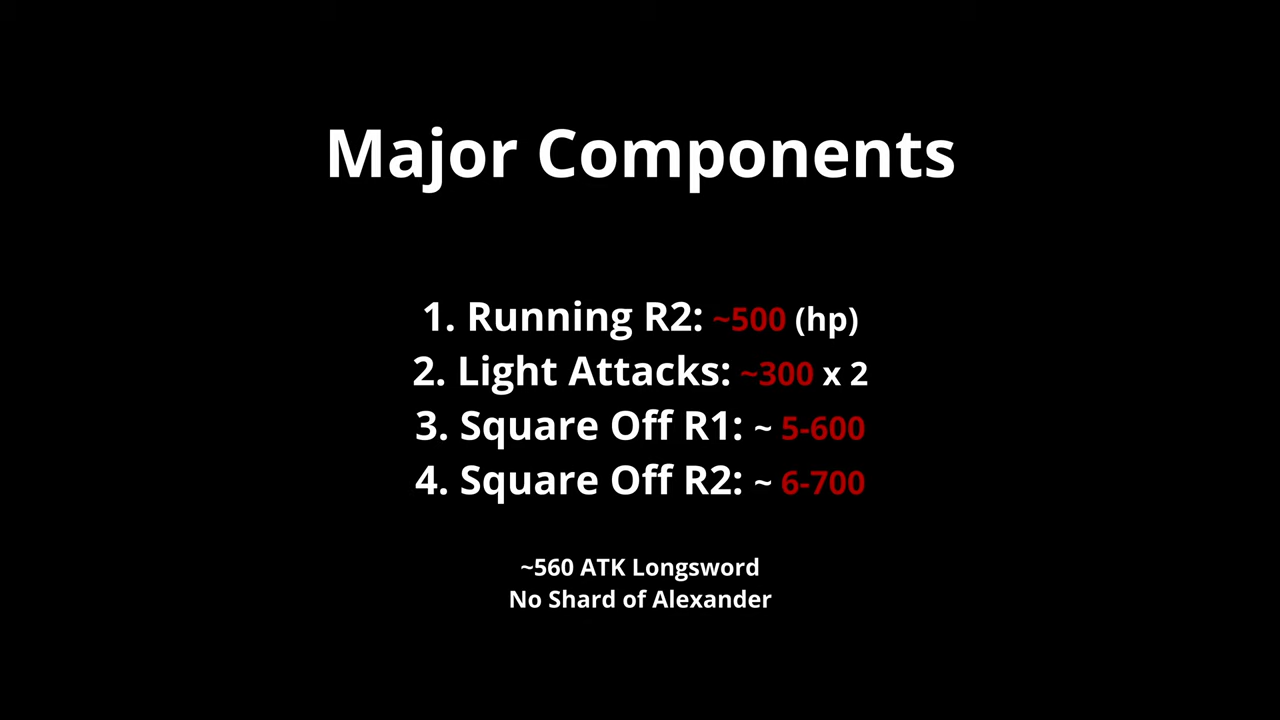 Major Components
1. Running R2: ~500 (hp)
2. Light Attacks: ~300 x 2
3. Square Off R1: ~ 5-600
4. Square Off R2: ~ 6-700
~560 ATK Longsword
No Shard of Alexander